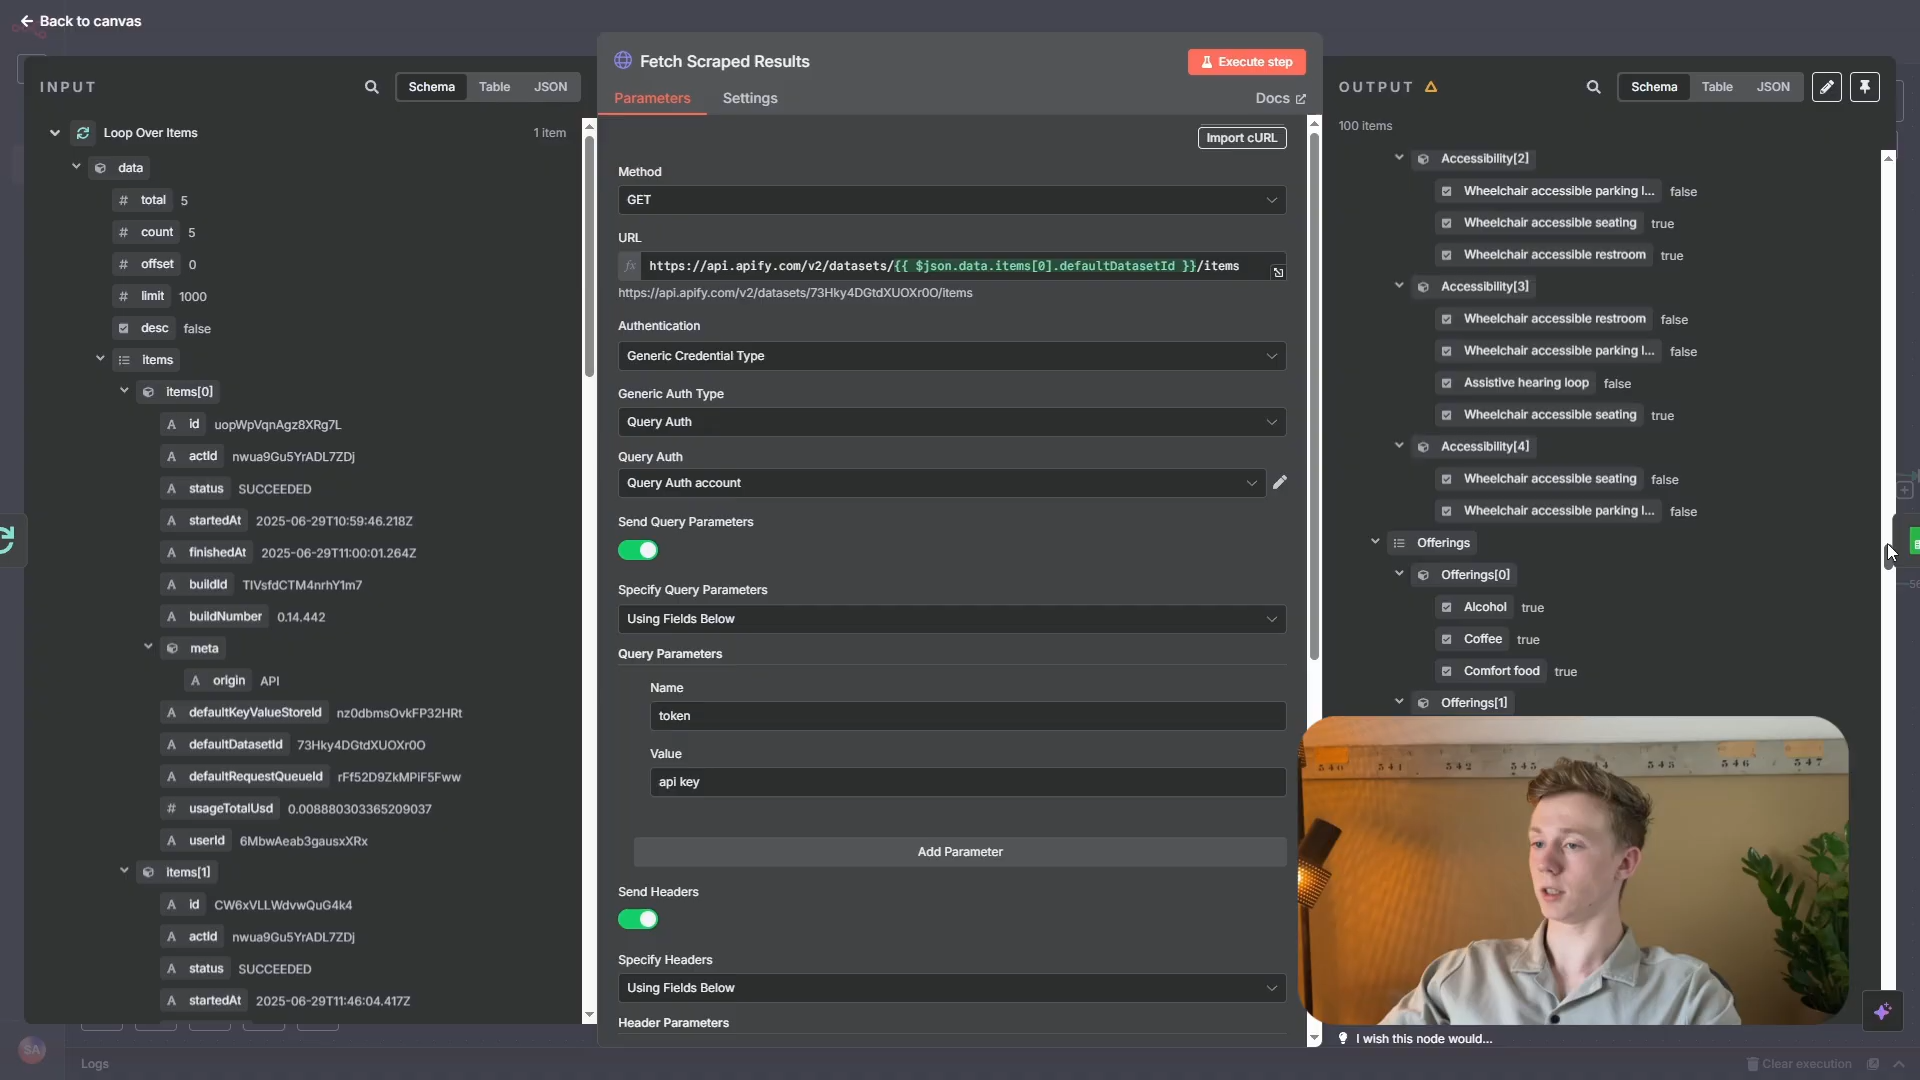 Back to canvas
INPUT
Schema
Table
JSON
Loop Over Items
1 item
data
total 5
count 5
offset 0
limit 1000
desc false
items
items[0]
A id uopWpVqnAgz8XRg7L
A actId nwua9Gu5YrADL7ZDj
A status SUCCEEDED
A startedAt 2025-06-29T10:59:46.218Z
A finishedAt 2025-06-29T11:00:01.264Z
A buildId TlVsfdCTM4nrhY1m7
A buildNumber 0.14.442
meta
A origin API
A defaultKeyValueStoreId nz0dbmsOvkFP32HRt
A defaultDatasetId 73Hky4DGtdXUOXr0O
A defaultRequestQueueId rFf52D9ZkMPiF5Fww
# usageTotalUsd 0.008880303365209037
A userId 6MbwAeab3gausxXRx
items[1]
A id CW6xVLLWdvwQuG4k4
A actId nwua9Gu5YrADL7ZDj
A status SUCCEEDED
A startedAt 2025-06-29T11:46:04.417Z
Logs
SA
Fetch Scraped Results
Execute step
Parameters
Settings
Docs
Import cURL
Method
GET
URL
fx https://api.apify.com/v2/datasets/{{ $json.data.items[0].defaultDatasetId }}/items
https://api.apify.com/v2/datasets/73Hky4DGtdXUOXr0O/items
Authentication
Generic Credential Type
Generic Auth Type
Query Auth
Query Auth
Query Auth account
Send Query Parameters
Specify Query Parameters
Using Fields Below
Query Parameters
Name
token
Value
api key
Add Parameter
Send Headers
Specify Headers
Using Fields Below
Header Parameters
OUTPUT
Schema
Table
JSON
100 items
Accessibility[2]
Wheelchair accessible parking l... false
Wheelchair accessible seating true
Wheelchair accessible restroom true
Accessibility[3]
Wheelchair accessible restroom false
Wheelchair accessible parking l... false
Assistive hearing loop false
Wheelchair accessible seating true
Accessibility[4]
Wheelchair accessible seating false
Wheelchair accessible parking l... false
Offerings
Offerings[0]
Alcohol true
Coffee true
Comfort food true
Offerings[1]
540 541 542 543 545 546 547
I wish this node would...
Clear execution